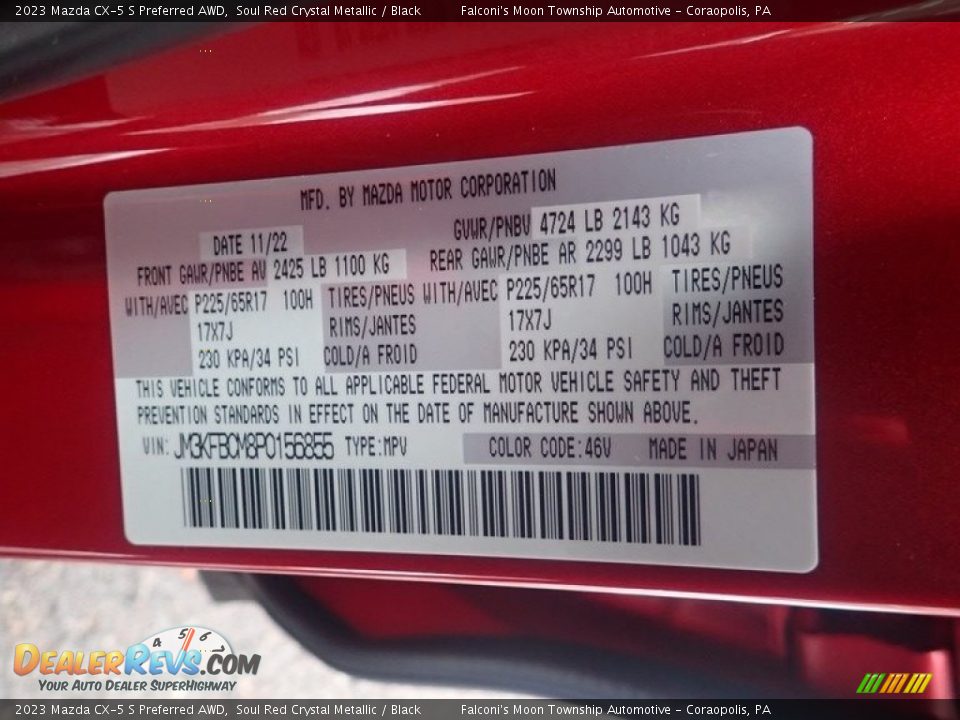 2023 Mazda CX-5 S Preferred AWD, Soul Red Crystal Metallic / Black Falconi's Moon Township Automotive - Coraopolis, PA
MFD. BY MAZDA MOTOR CORPORATION
DATE 11/22 GVWR/PNBV 4724 LB 2143 KG
FRONT GAWR/PNBE AV 2425 LB 1100 KG REAR GAWR/PNBE AR 2299 LB 1043 KG
WITH/AVEC P225/65R17 100H TIRES/PNEUS WITH/AVEC P225/65R17 100H TIRES/PNEUS
17X7J RIMS/JANTES 17X7J RIMS/JANTES
230 KPA/34 PSI COLD/A FROID 230 KPA/34 PSI COLD/A FROID
THIS VEHICLE CONFORMS TO ALL APPLICABLE FEDERAL MOTOR VEHICLE SAFETY AND THEFT
PREVENTION STANDARDS IN EFFECT ON THE DATE OF MANUFACTURE SHOWN ABOVE.
VIN: JM3KFBCM8P0156855 TYPE:MPV COLOR CODE:46V MADE IN JAPAN
4 5 6
DEALERREVS.COM
YOUR AUTO DEALER SUPERHIGHWAY
2023 Mazda CX-5 S Preferred AWD, Soul Red Crystal Metallic / Black Falconi's Moon Township Automotive - Coraopolis, PA